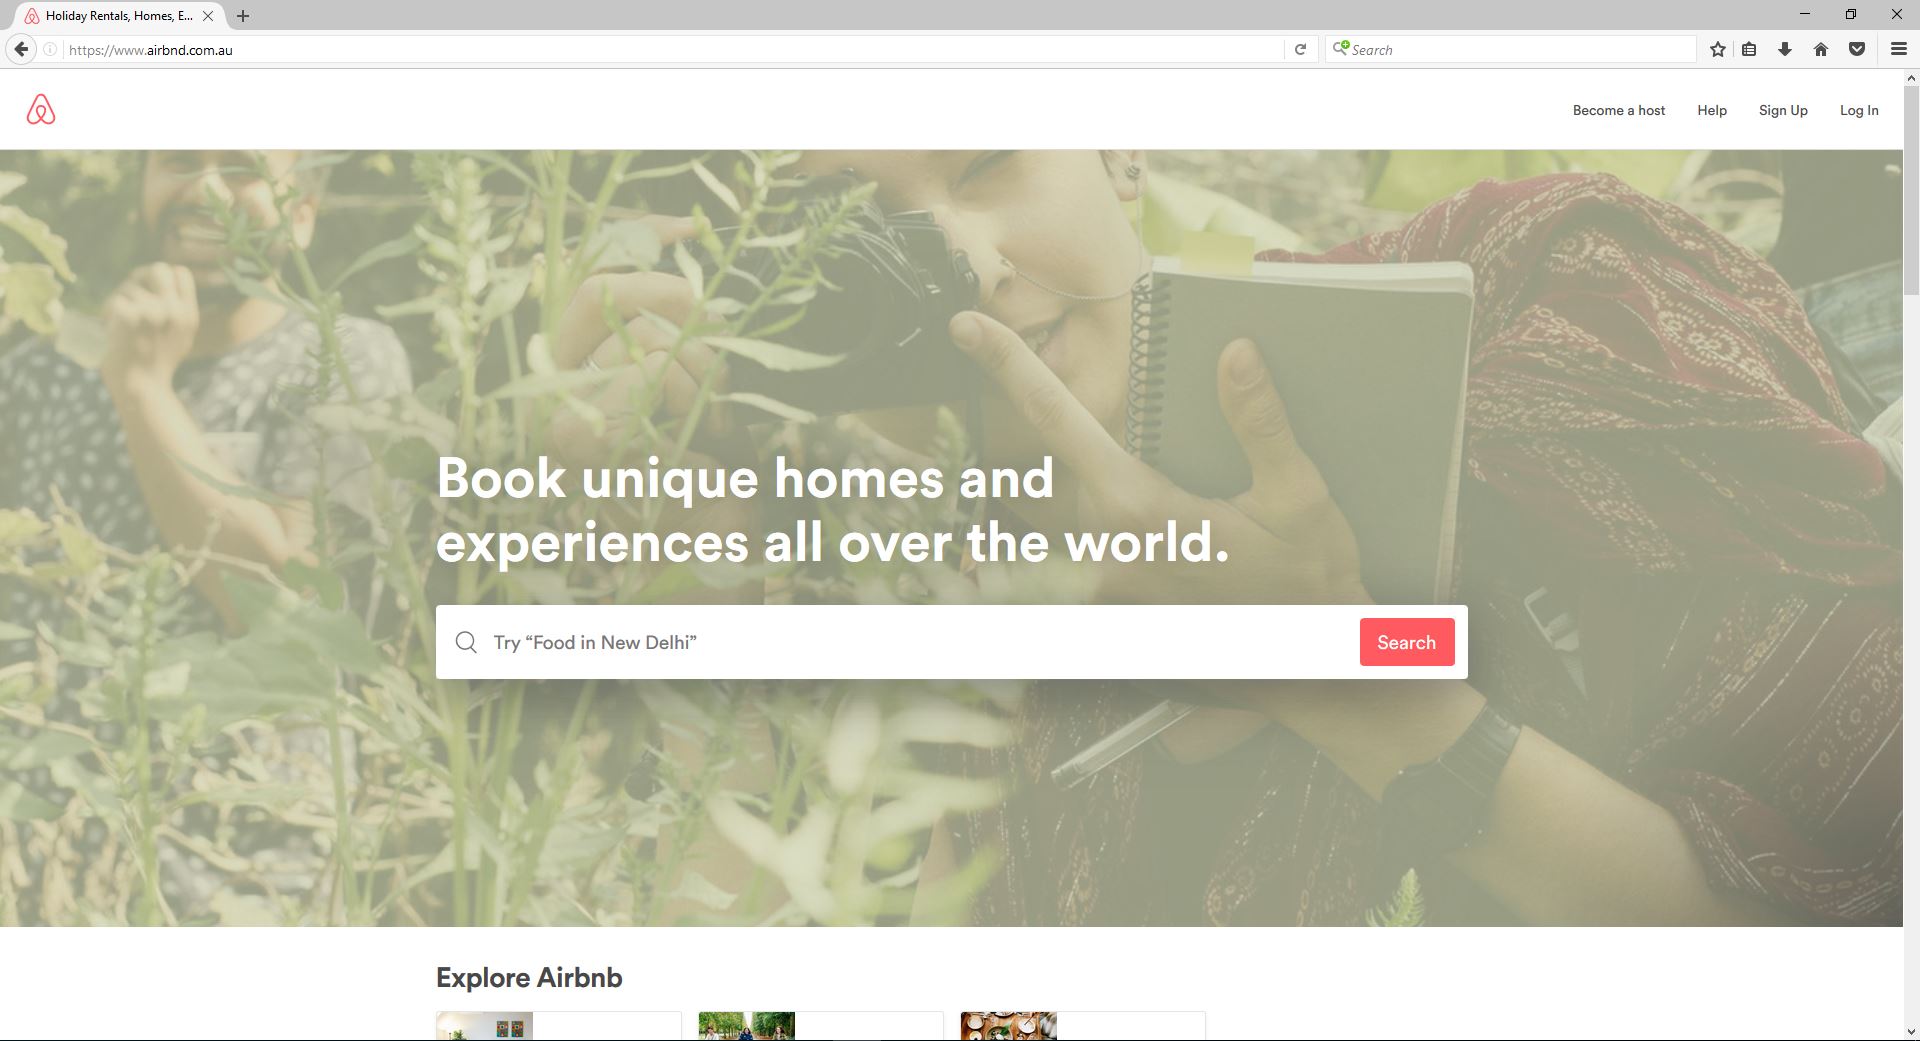 Holiday Rentals, Homes, E...
https://www.airbnd.com.au
Search
Become a host
Help
Sign Up
Log In
Book unique homes and
experiences all over the world.
Try “Food in New Delhi”
Search
Explore Airbnb